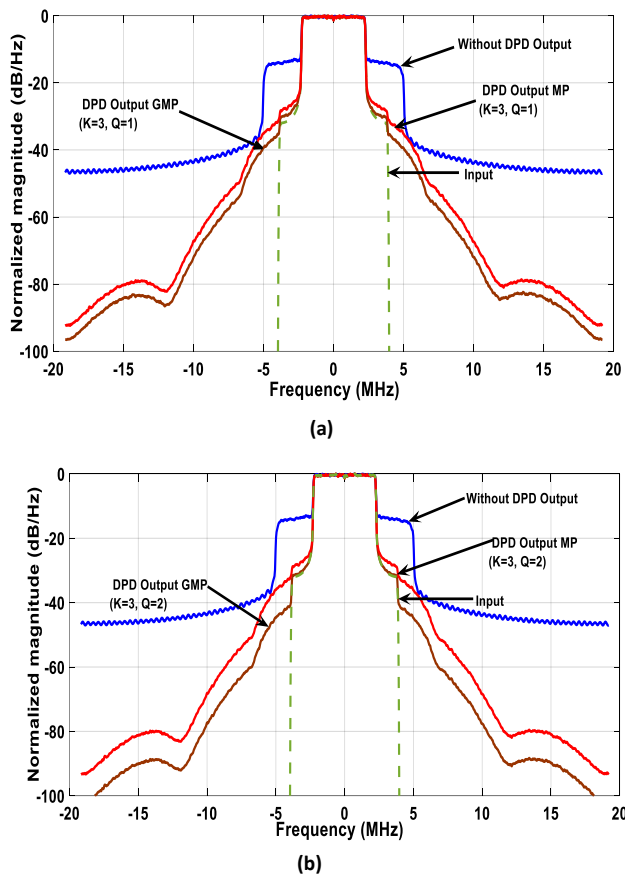 0
-20
-40
-60
-80
-100
Normalized magnitude (dB/Hz)
Without DPD Output
DPD Output GMP
(K=3, Q=1)
DPD Output MP
(K=3, Q=1)
Input
-20 -15 -10 -5 0 5 10 15 20
Frequency (MHz)
(a)
0
-20
-40
-60
-80
-100
Normalized magnitude (dB/Hz)
Without DPD Output
DPD Output MP
(K=3, Q=2)
DPD Output GMP
(K=3, Q=2)
Input
-20 -15 -10 -5 0 5 10 15 20
Frequency (MHz)
(b)